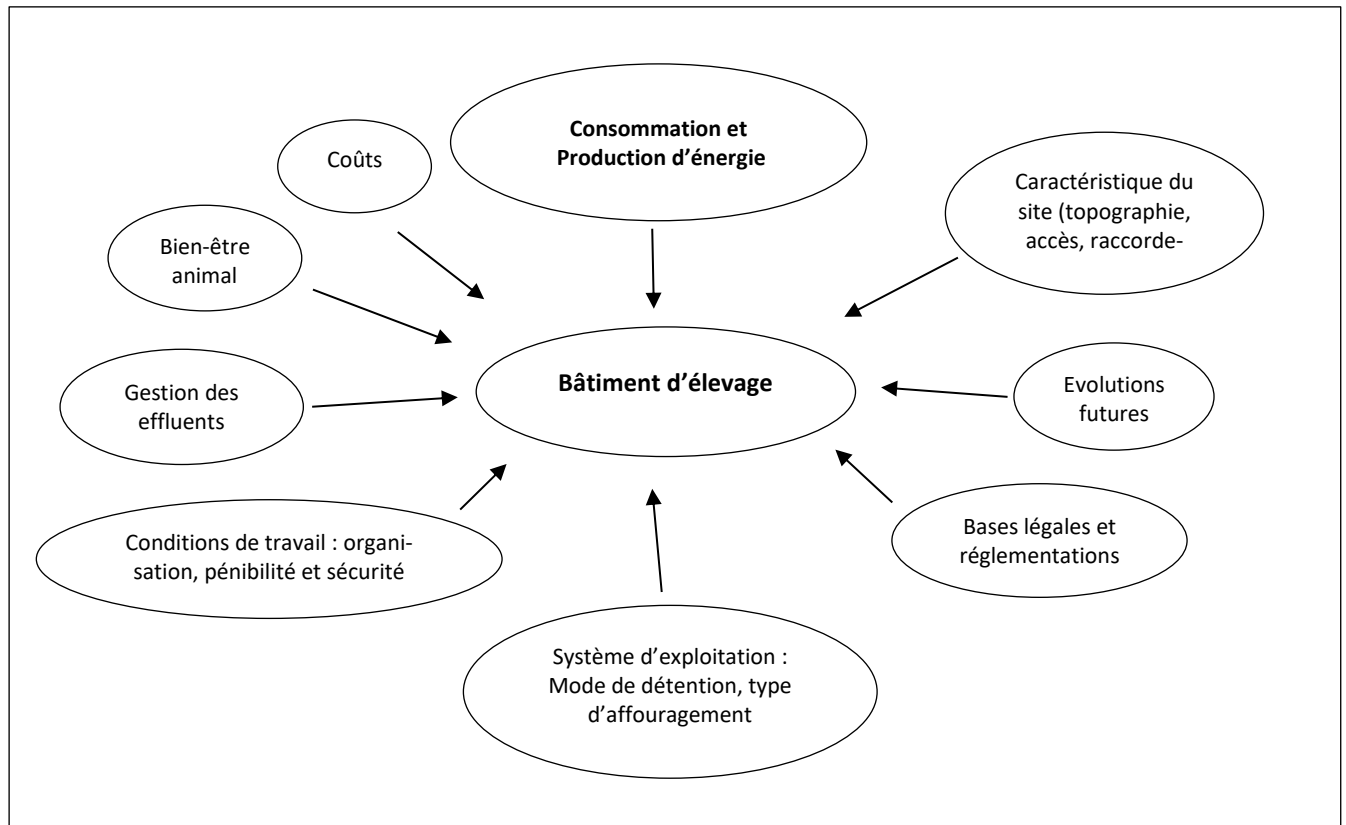 Consommation et
Production d’énergie
Coûts
Caractéristique du
site (topographie,
accès, raccorde-
Bien-être
animal
Bâtiment d’élevage
Gestion des
effluents
Evolutions
futures
Conditions de travail : organi-
sation, pénibilité et sécurité
Bases légales et
réglementations
Système d’exploitation :
Mode de détention, type
d’affouragement